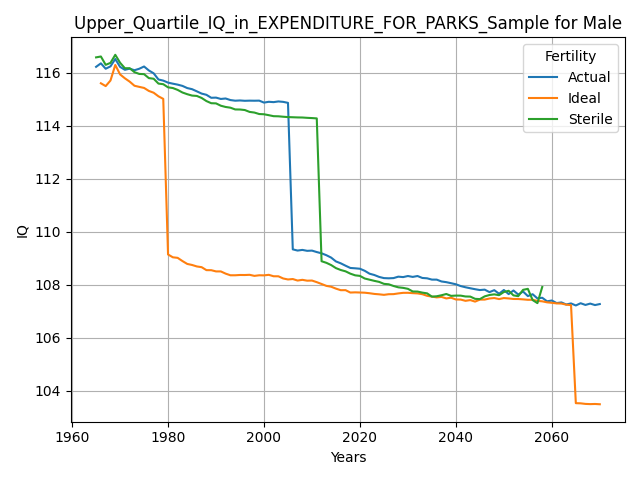 Upper_Quartile_IQ_in_EXPENDITURE_FOR_PARKS_Sample for Male
Fertility
Actual
Ideal
Sterile
IQ
116
114
112
110
108
106
104
1960 1980 2000 2020 2040 2060
Years